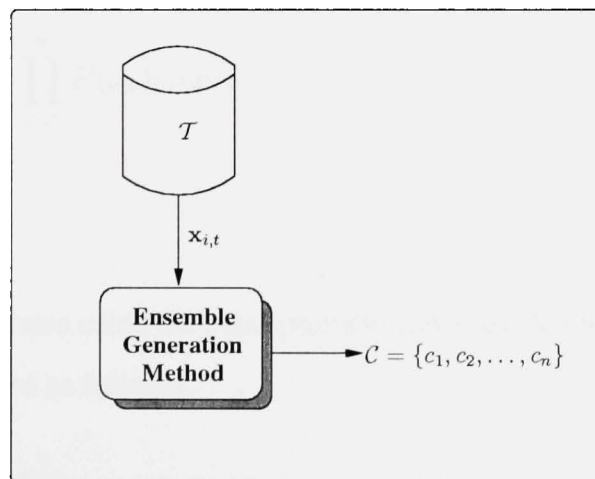 𝒯
x_{i,t}
Ensemble
Generation
Method
𝒞 = {c_1, c_2, ..., c_n}